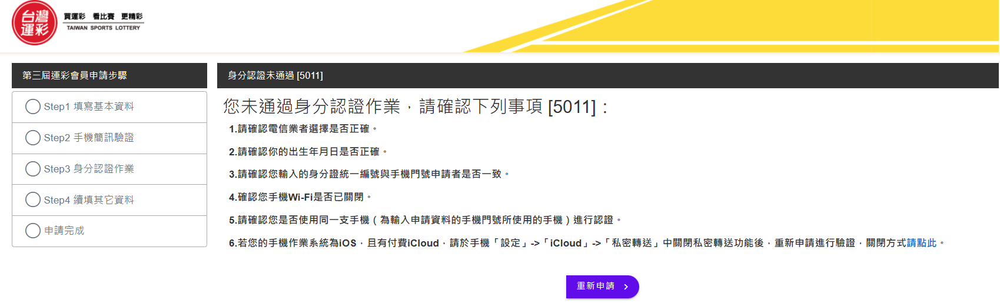 台灣運彩
買運彩 看比賽 更精彩
TAIWAN SPORTS LOTTERY
第三屆運彩會員申請步驟
Step1 填寫基本資料
Step2 手機簡訊驗證
Step3 身分認證作業
Step4 續填其它資料
申請完成
身分認證未通過 [5011]
您未通過身分認證作業，請確認下列事項 [5011]：
1.請確認電信業者選擇是否正確。
2.請確認你的出生年月日是否正確。
3.請確認您輸入的身分證統一編號與手機門號申請者是否一致。
4.確認您手機Wi-Fi是否已關閉。
5.請確認您是否使用同一支手機（為輸入申請資料的手機門號所使用的手機）進行認證。
6.若您的手機作業系統為iOS，且有付費iCloud，請於手機「設定」->「iCloud」->「私密轉送」中關閉私密轉送功能後，重新申請進行驗證，關閉方式請點此。
重新申請